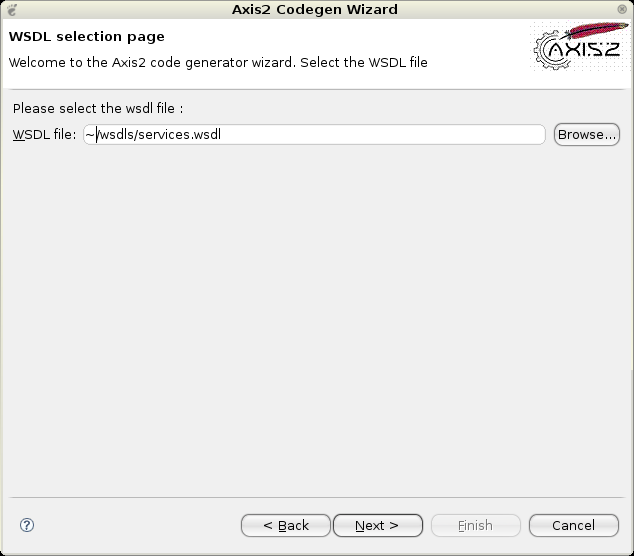 Axis2 Codegen Wizard
WSDL selection page
Welcome to the Axis2 code generator wizard. Select the WSDL file
AXIS2
Please select the wsdl file :
WSDL file: ~/wsdls/services.wsdl Browse...
? < Back Next > Finish Cancel